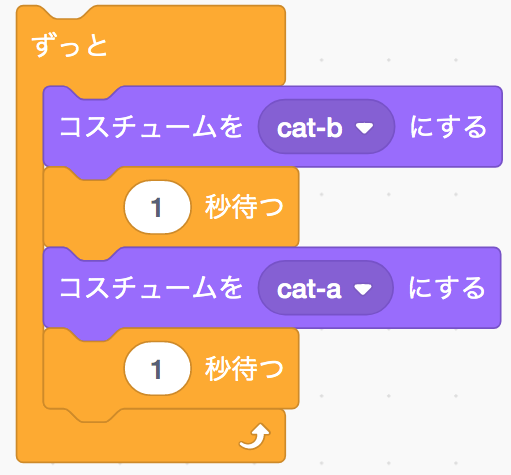 ずっと
コスチュームを cat-b にする
1 秒待つ
コスチュームを cat-a にする
1 秒待つ